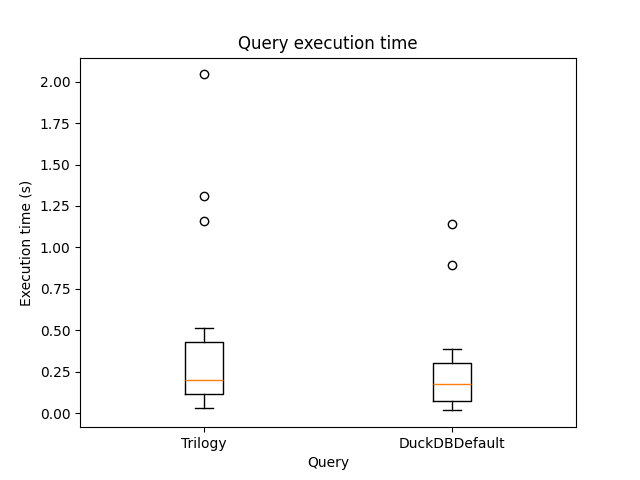 Query execution time
Execution time (s)
2.00
1.75
1.50
1.25
1.00
0.75
0.50
0.25
0.00
Trilogy
DuckDBDefault
Query